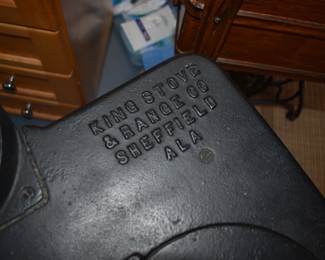 KING STOVE
& RANGE CO
SHEFFIELD
ALA